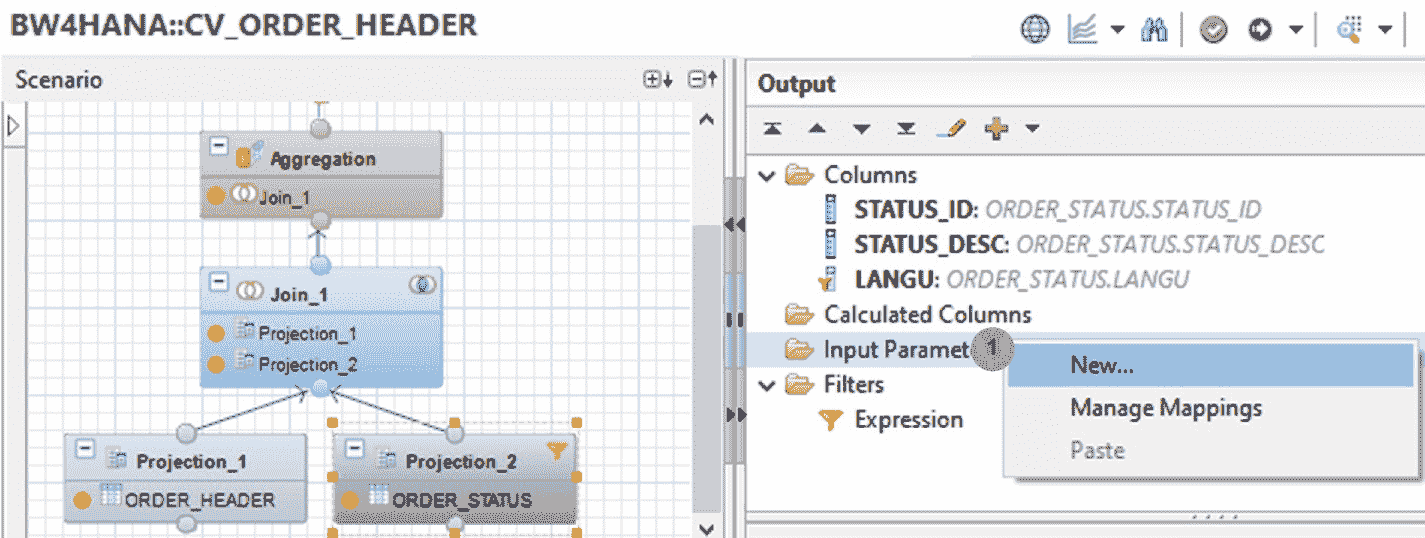 BW4HANA::CV_ORDER_HEADER
Scenario
Aggregation
Join_1
Join_1
Projection_1
Projection_2
Projection_1
ORDER_HEADER
Projection_2
ORDER_STATUS
Output
Columns
STATUS_ID: ORDER_STATUS.STATUS_ID
STATUS_DESC: ORDER_STATUS.STATUS_DESC
LANGU: ORDER_STATUS.LANGU
Calculated Columns
Input Paramet 1
New...
Manage Mappings
Paste
Filters
Expression